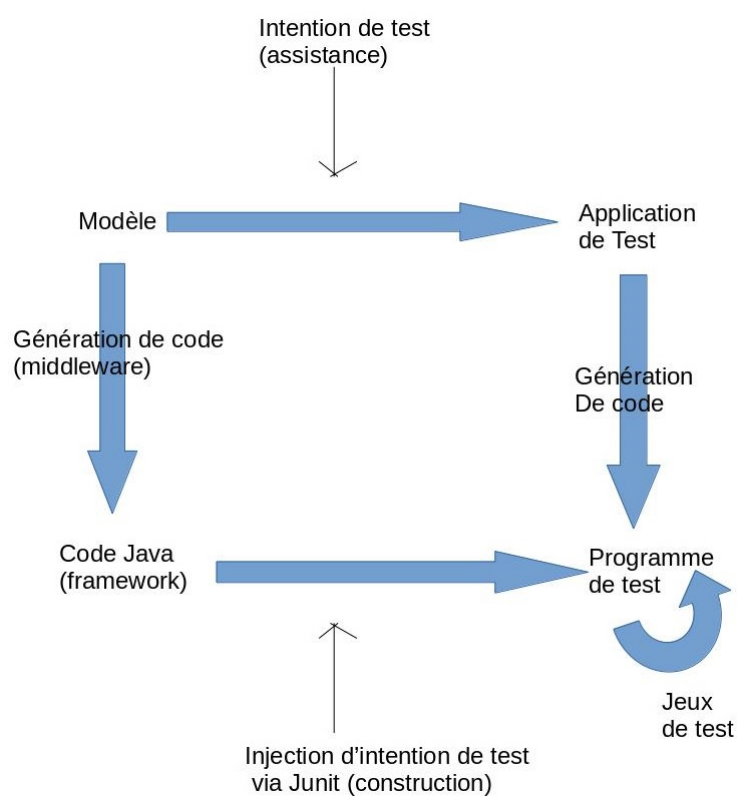 Intention de test
(assistance)
Modèle
Application
de Test
Génération de code
(middleware)
Génération
De code
Code Java
(framework)
Programme
de test
Jeux
de test
Injection d’intention de test
via Junit (construction)